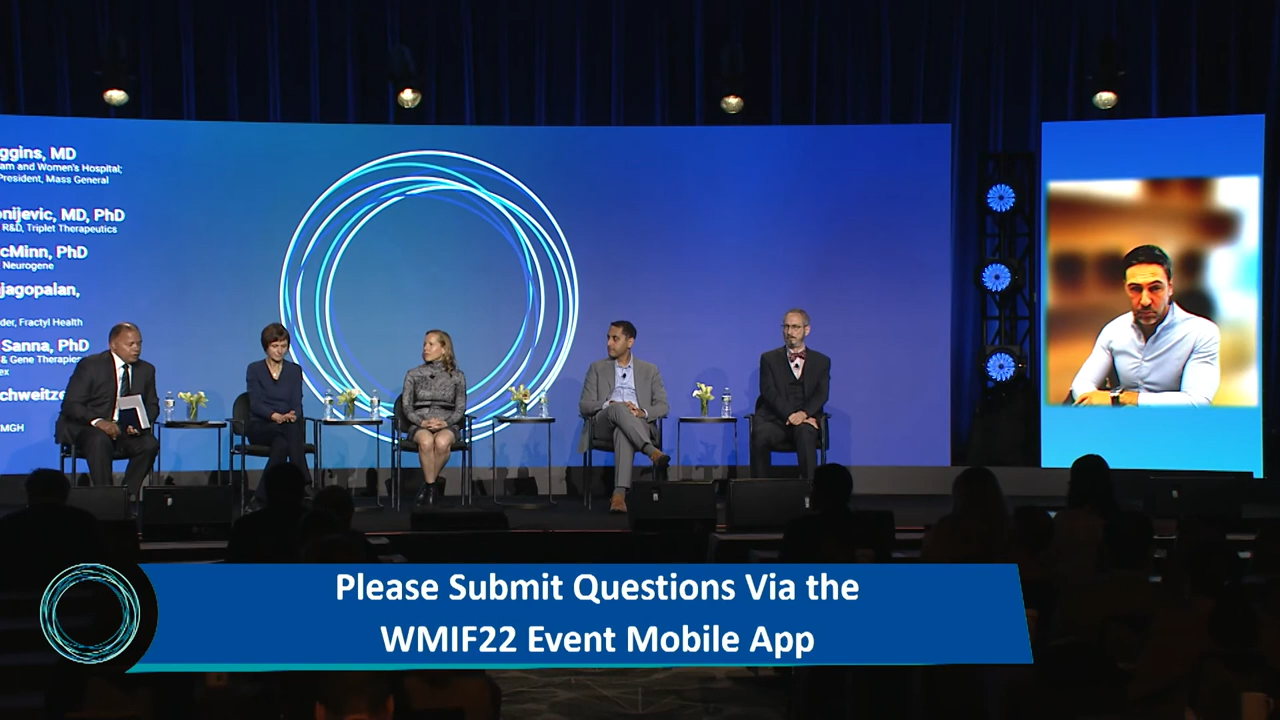 ggins, MD
am and Women's Hospital;
President, Mass General
onijevic, MD, PhD
R&D, Triplet Therapeutics
cMinn, PhD
Neurogene
jagopalan,
der, Fractyl Health
Sanna, PhD
& Gene Therapies
ex
chweitze
MGH
Please Submit Questions Via the
WMIF22 Event Mobile App